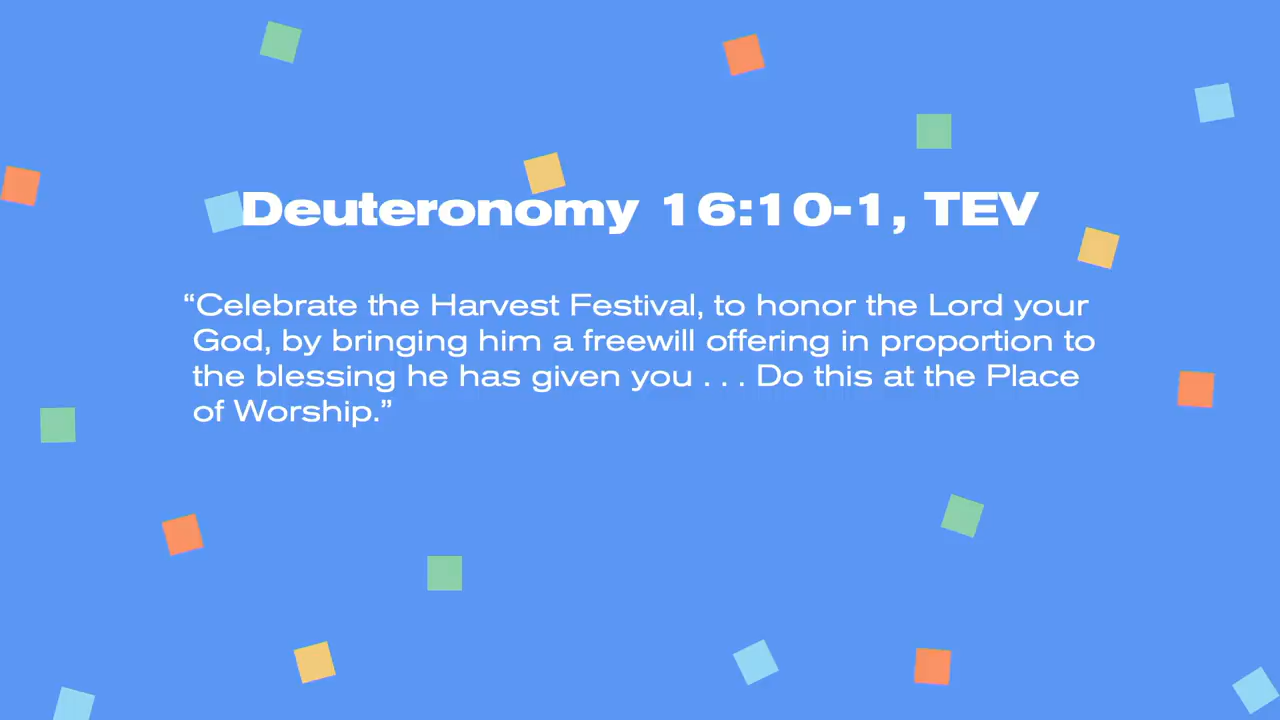 Deuteronomy 16:10-1, TEV
“Celebrate the Harvest Festival, to honor the Lord your
God, by bringing him a freewill offering in proportion to
the blessing he has given you . . . Do this at the Place
of Worship.”